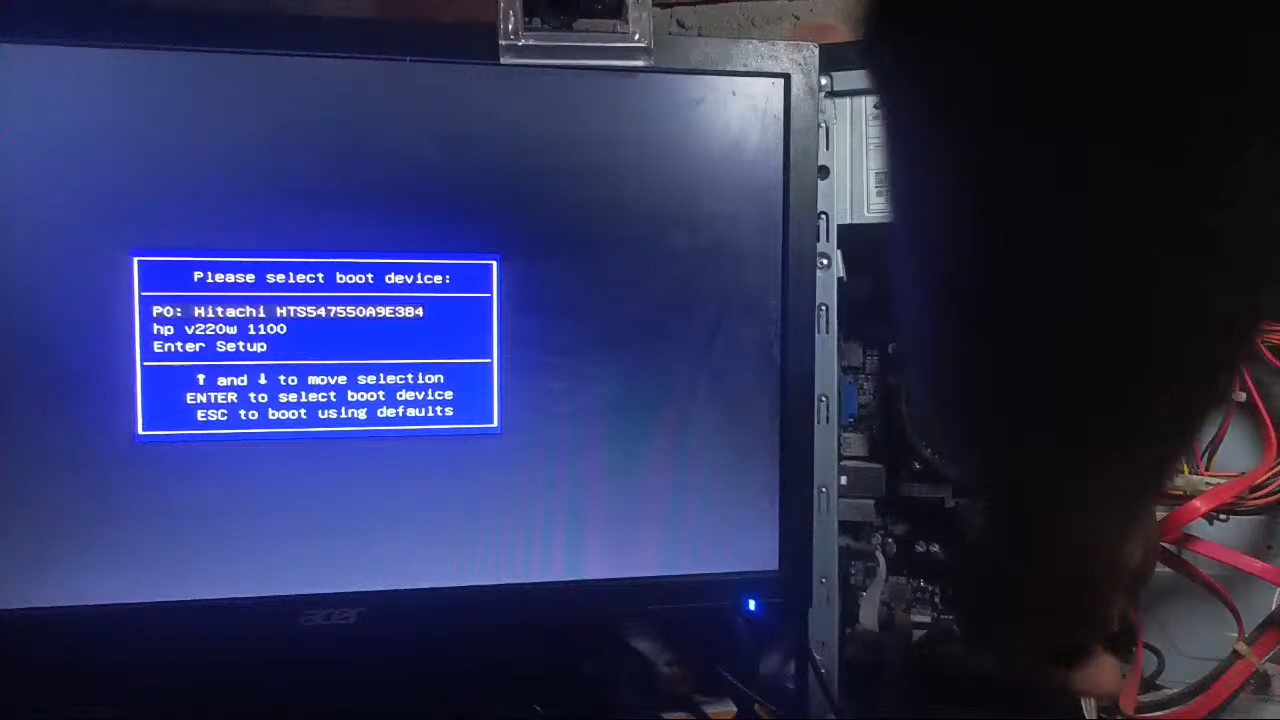 Please select boot device:
PO: Hitachi HTS547550A9E384
hp v220w 1100
Enter Setup
↑ and ↓ to move selection
ENTER to select boot device
ESC to boot using defaults
acer